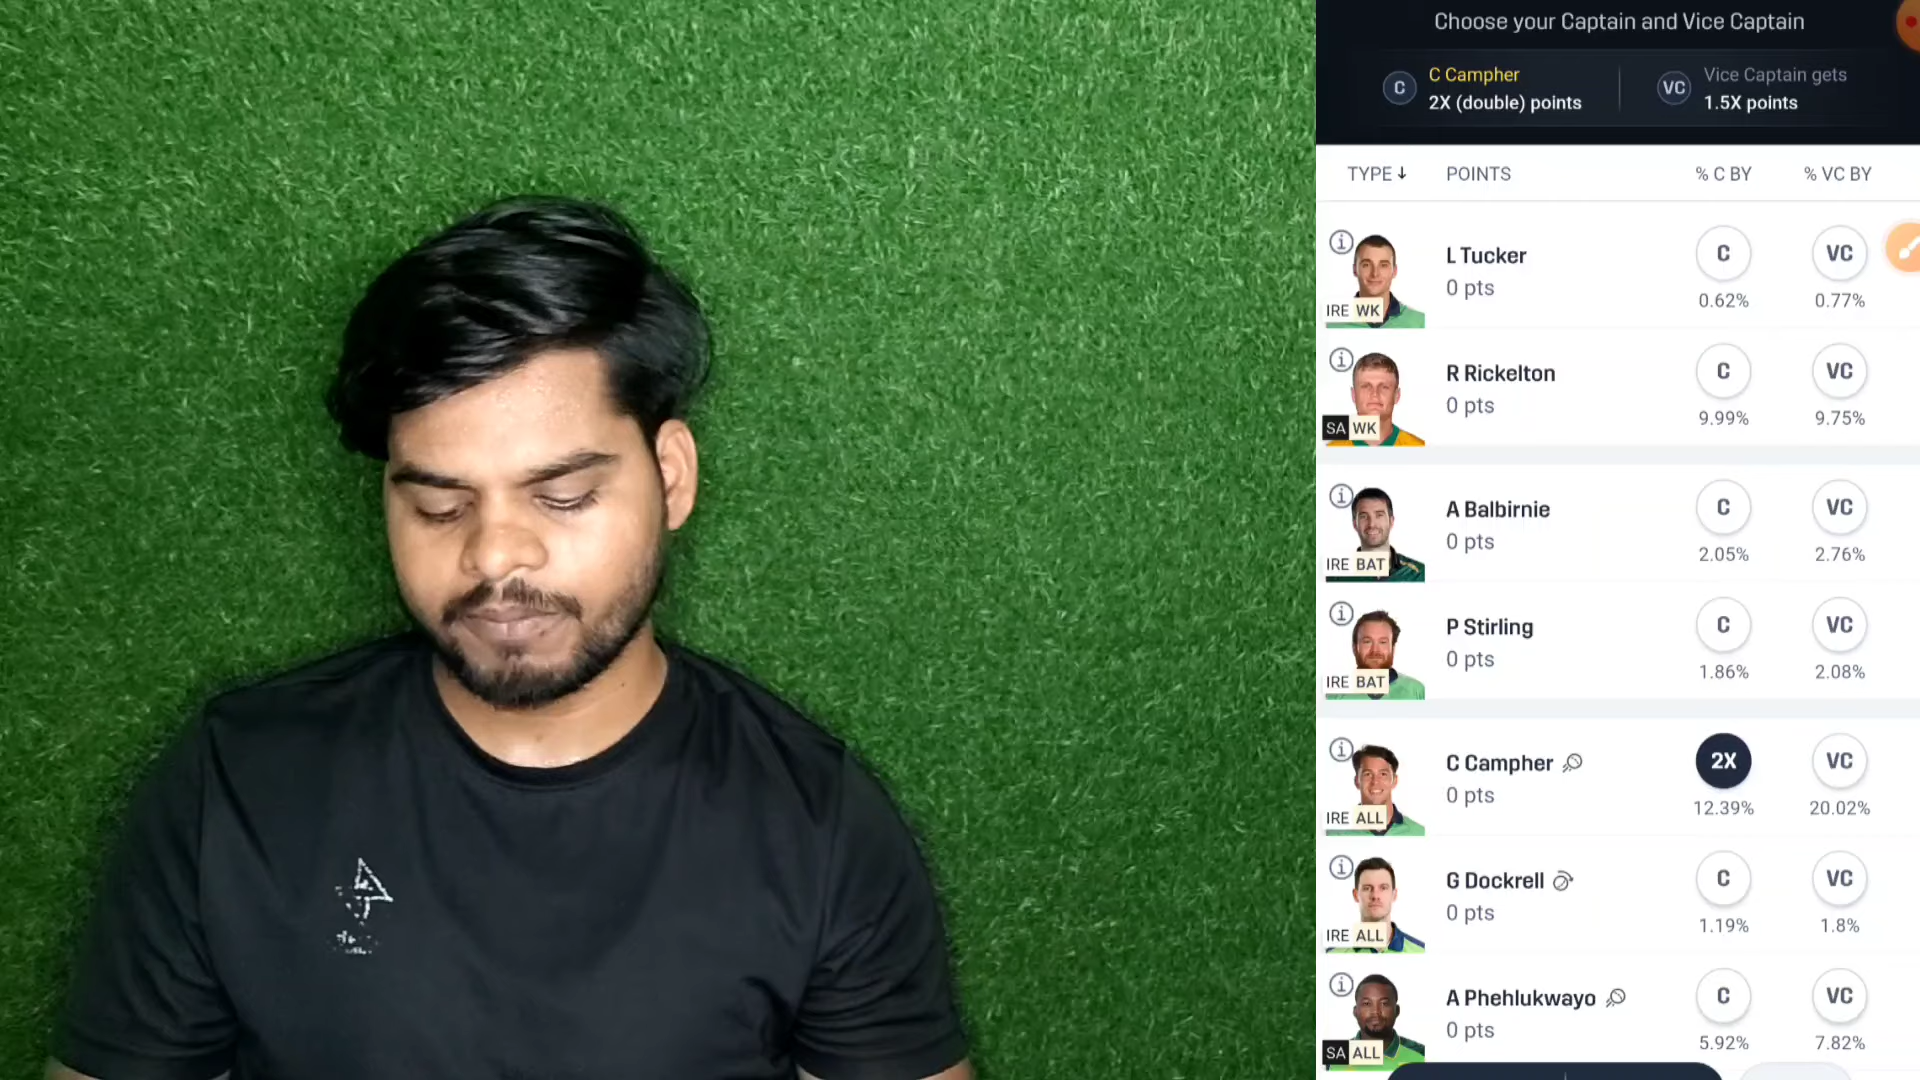 Choose your Captain and Vice Captain
C C Campher
2X (double) points
VC Vice Captain gets
1.5X points
TYPE↓ POINTS % C BY % VC BY
L Tucker
0 pts
IRE WK
C VC
0.62% 0.77%
R Rickelton
0 pts
SA WK
C VC
9.99% 9.75%
A Balbirnie
0 pts
IRE BAT
C VC
2.05% 2.76%
P Stirling
0 pts
IRE BAT
C VC
1.86% 2.08%
C Campher
0 pts
IRE ALL
2X VC
12.39% 20.02%
G Dockrell
0 pts
IRE ALL
C VC
1.19% 1.8%
A Phehlukwayo
0 pts
SA ALL
C VC
5.92% 7.82%